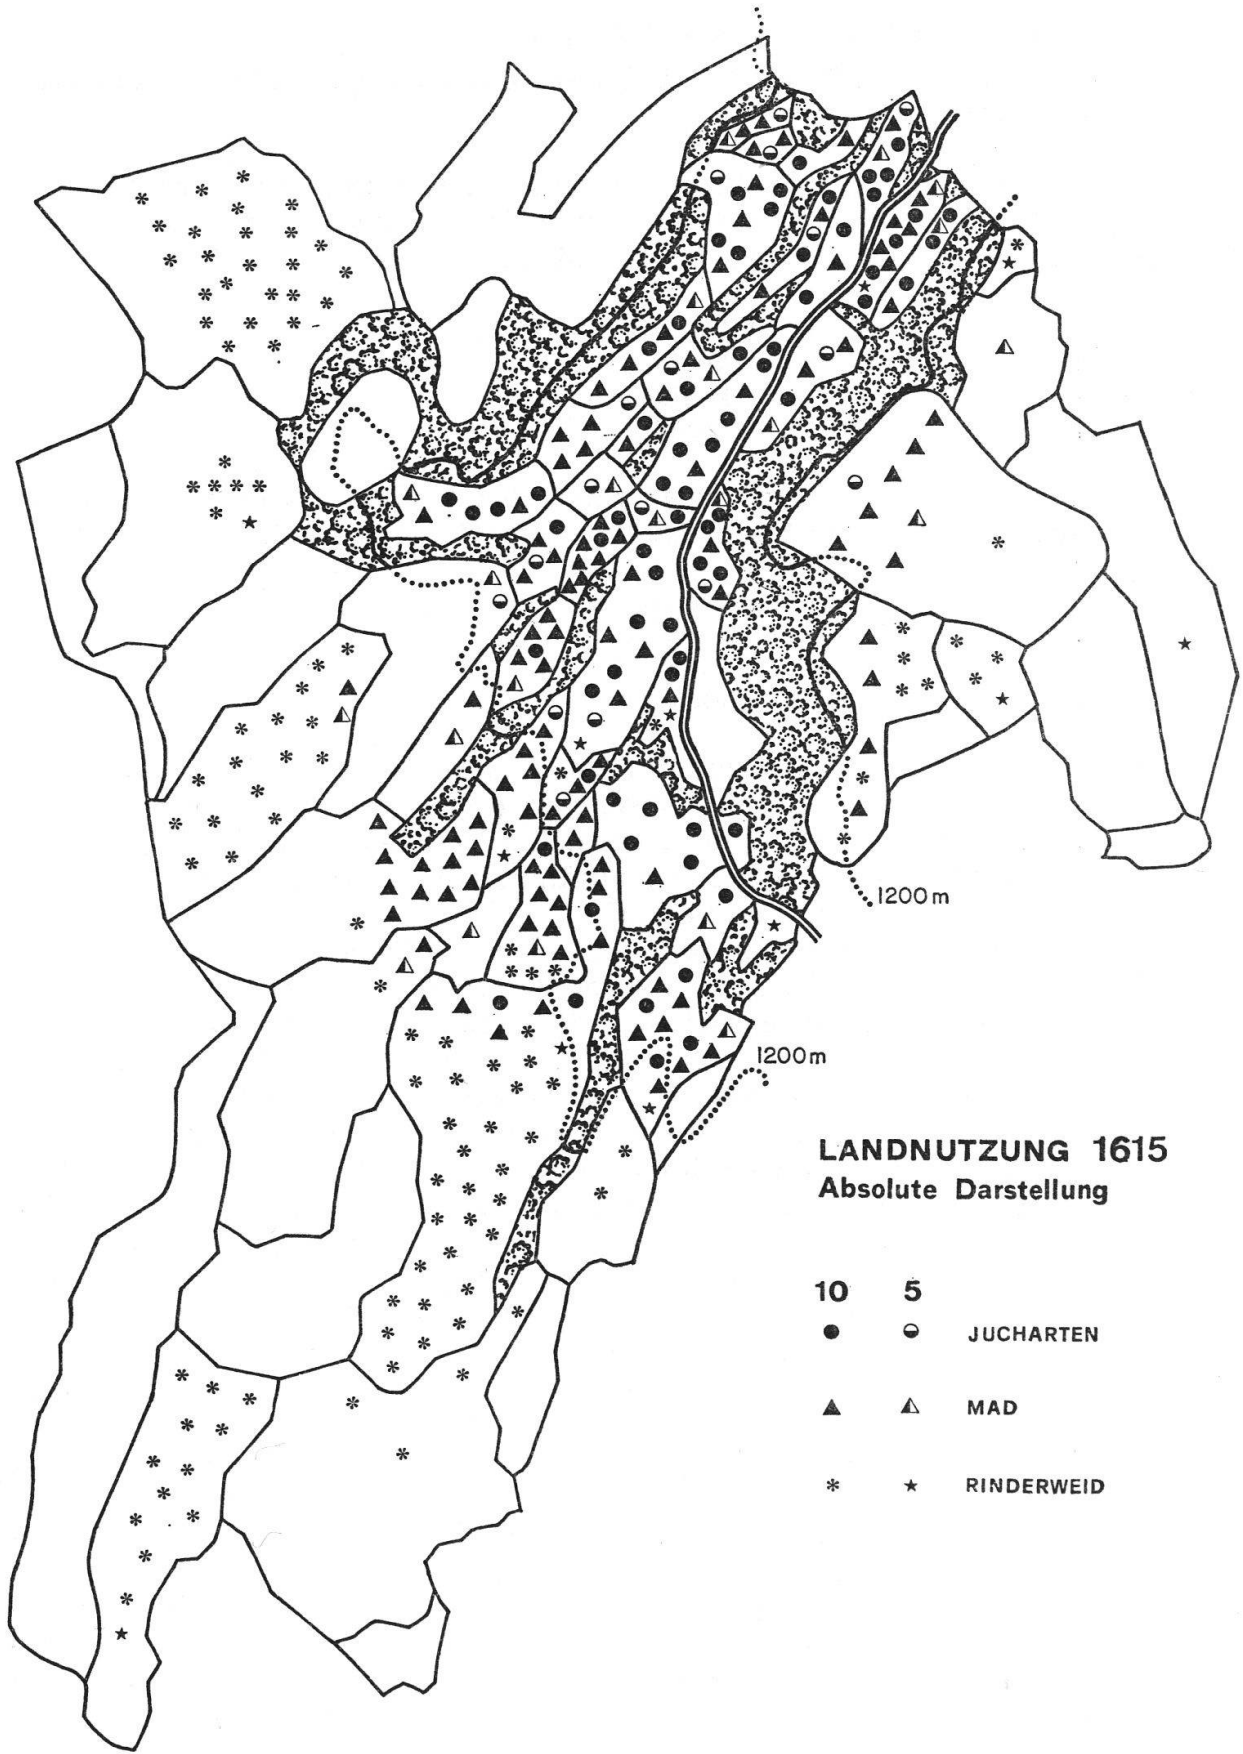 1200m
1200m
LANDNUTZUNG 1615
Absolute Darstellung
10 5
JUCHARTEN
MAD
RINDERWEID